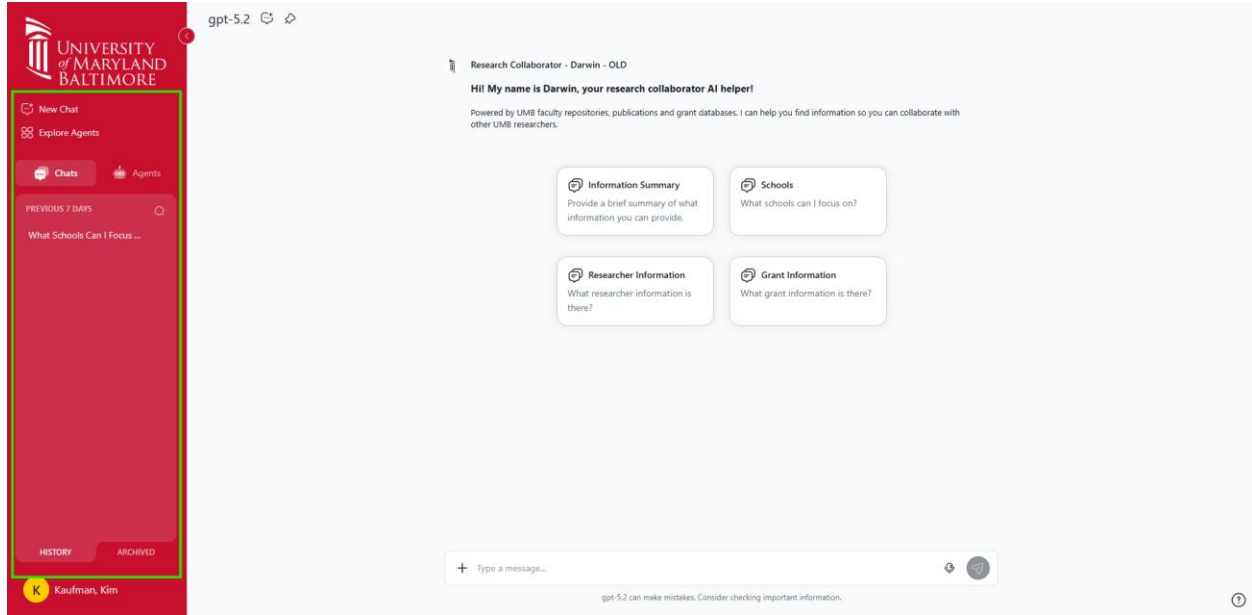 UNIVERSITY
of MARYLAND
BALTIMORE
New Chat
Explore Agents
Chats
Agents
PREVIOUS 7 DAYS
What Schools Can I Focus ...
HISTORY
ARCHIVED
K
Kaufman, Kim
gpt-5.2
Research Collaborator - Darwin - OLD
Hi! My name is Darwin, your research collaborator AI helper!
Powered by UMB faculty repositories, publications and grant databases. I can help you find information so you can collaborate with
other UMB researchers.
Information Summary
Provide a brief summary of what
information you can provide.
Schools
What schools can I focus on?
Researcher Information
What researcher information is
there?
Grant Information
What grant information is there?
Type a message...
gpt-5.2 can make mistakes. Consider checking important information.